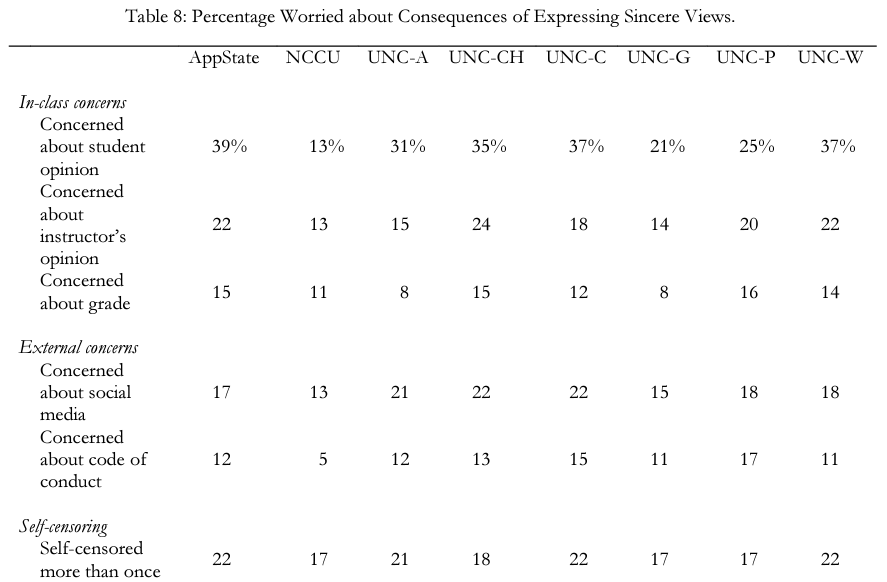 Table 8: Percentage Worried about Consequences of Expressing Sincere Views.
AppState NCCU UNC-A UNC-CH UNC-C UNC-G UNC-P UNC-W
In-class concerns
Concerned
about student 39% 13% 31% 35% 37% 21% 25% 37%
opinion
Concerned
about
instructor's 22 13 15 24 18 14 20 22
opinion
Concerned
about grade 15 11 8 15 12 8 16 14
External concerns
Concerned
about social 17 13 21 22 22 15 18 18
media
Concerned
about code of 12 5 12 13 15 11 17 11
conduct
Self-censoring
Self-censored
more than once 22 17 21 18 22 17 17 22